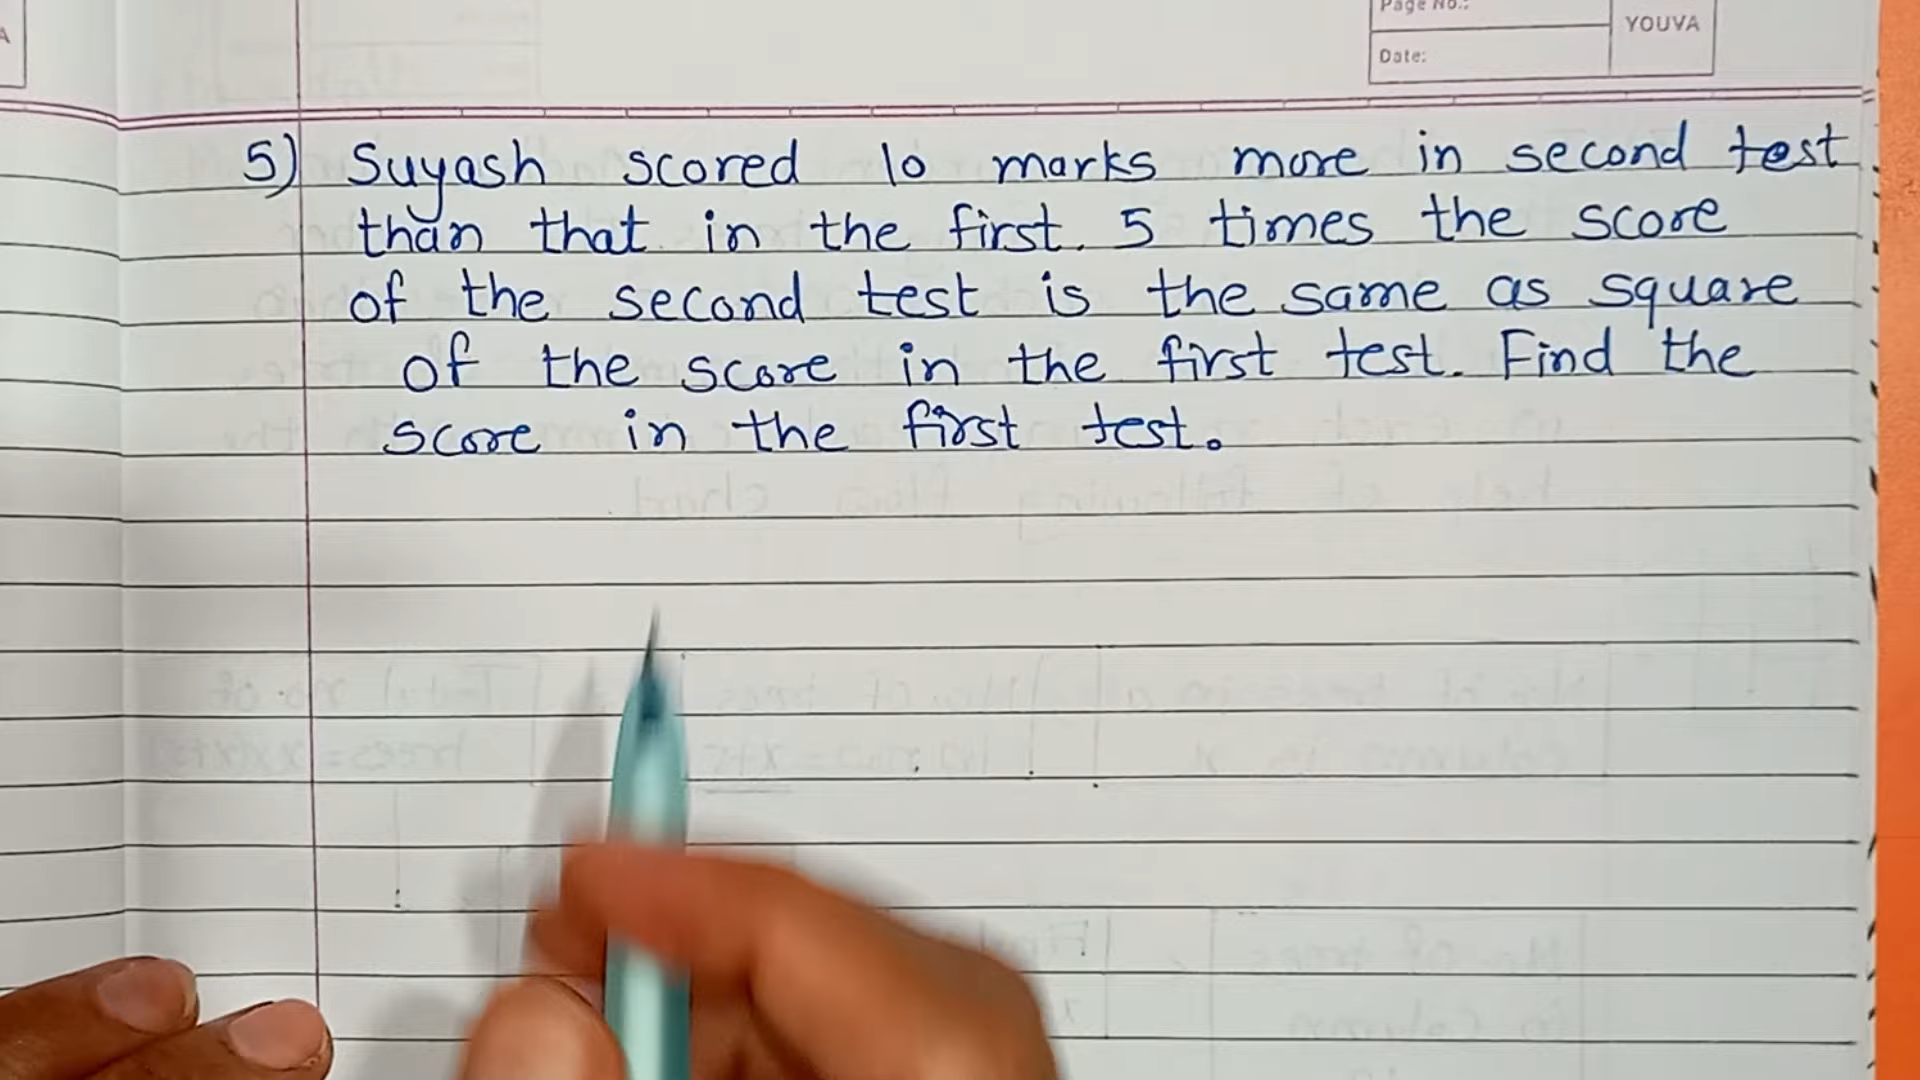 Page No.:
YOUVA
Date:
5) Suyash scored 10 marks more in second test
than that in the first. 5 times the score
of the second test is the same as square
of the score in the first test. Find the
score in the first test.